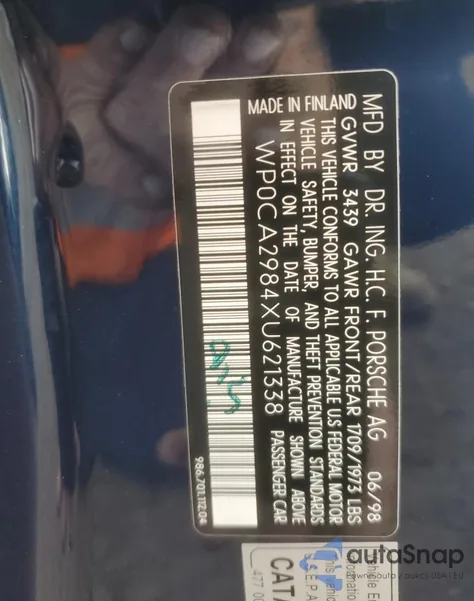 MFD BY DR. ING. H.C. F. PORSCHE AG 06/98
GVWR 3439 GAWR FRONT/REAR 1709/1973 LBS
THIS VEHICLE CONFORMS TO ALL APPLICABLE US FEDERAL MOTOR
VEHICLE SAFETY, BUMPER, AND THEFT PREVENTION STANDARDS
IN EFFECT ON THE DATE OF MANUFACTURE SHOWN ABOVE
MADE IN FINLAND WP0CA2984XU621338 PASSENGER CAR
986.701.112.04
CATA
autoSnap